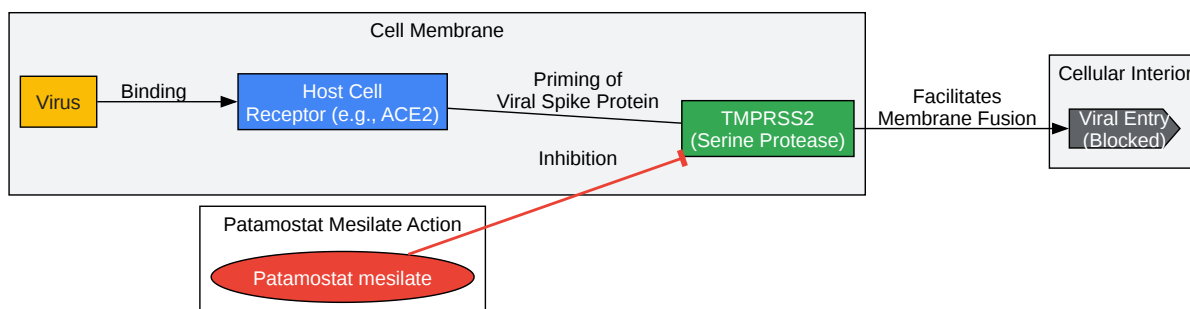 Cell Membrane
Virus
Binding
Host Cell
Receptor (e.g., ACE2)
Priming of
Viral Spike Protein
TMPRSS2
(Serine Protease)
Inhibition
Facilitates
Membrane Fusion
Cellular Interior
Viral Entry
(Blocked)
Patamostat Mesilate Action
Patamostat mesilate